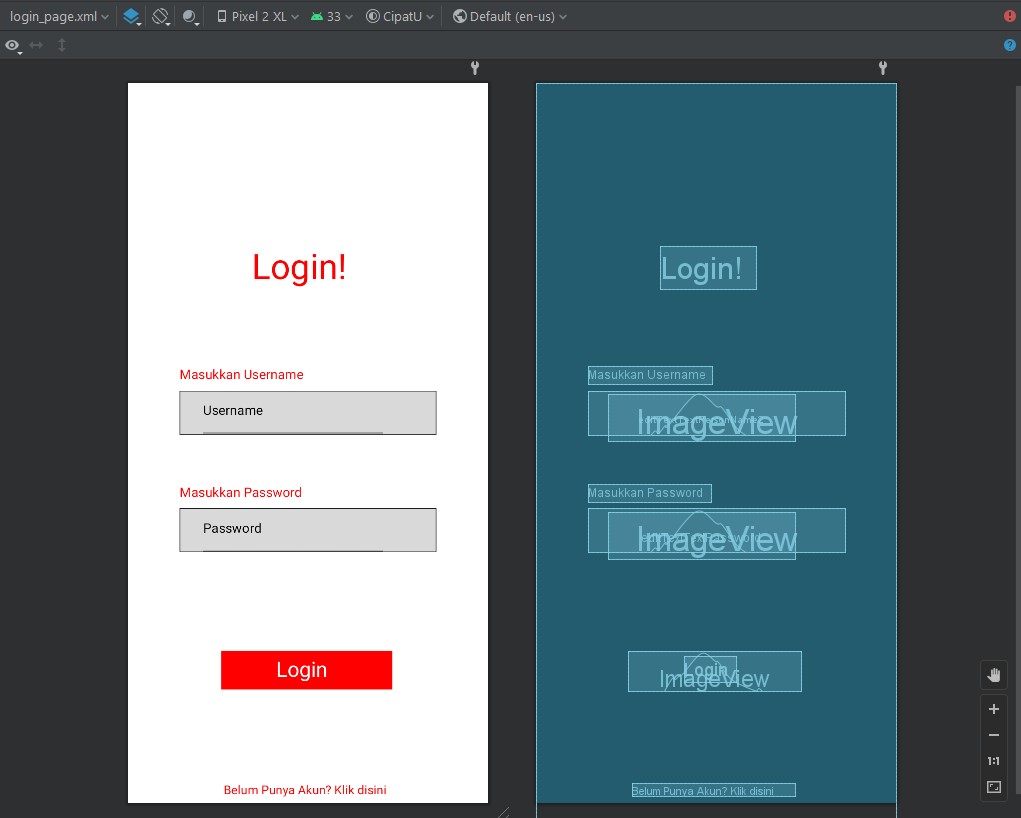 login_page.xml Pixel 2 XL 33 CipatU Default (en-us)
Login!
Masukkan Username
Username
Masukkan Password
Password
Login
Belum Punya Akun? Klik disini
Login!
Masukkan Username
ImageView
Masukkan Password
ImageView
Login
ImageView
Belum Punya Akun? Klik disini
1:1